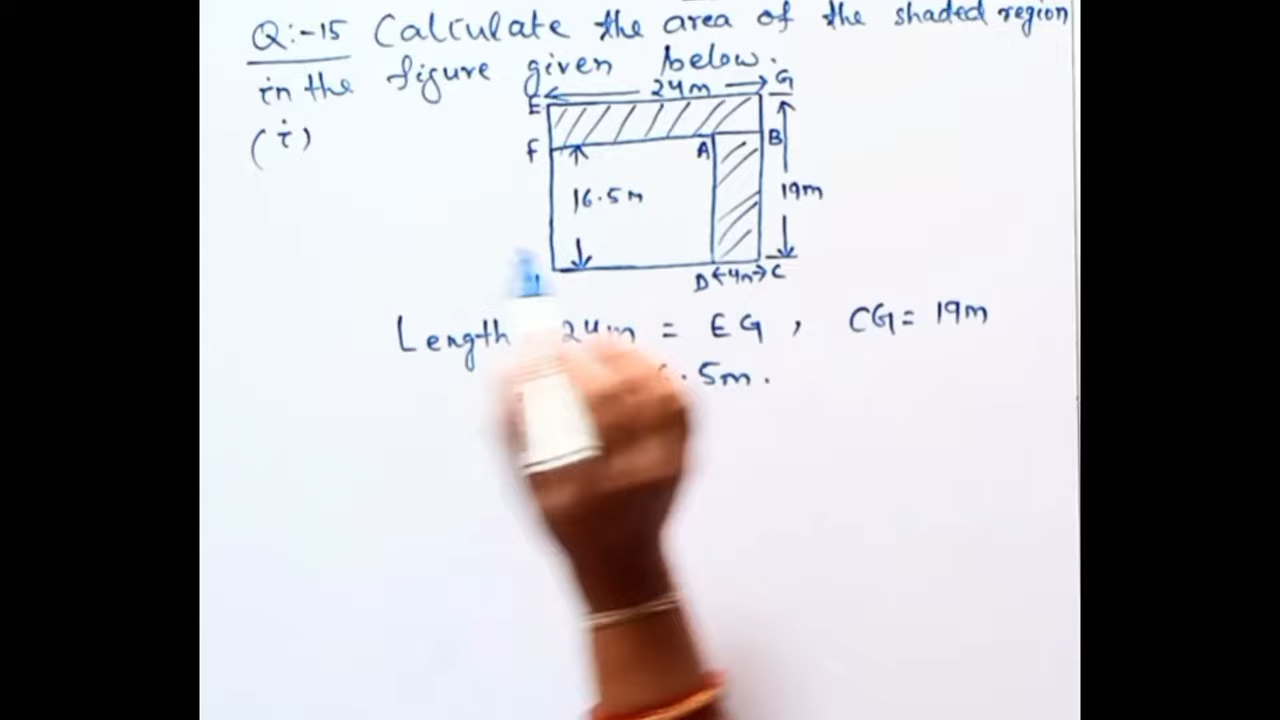 Q:-15 Calculate the area of the shaded region
in the figure given below.
(i)
E 24m G
F A B
16.5m
19m
D 4m C
Length 24m = EG, CG= 19m
.5m.